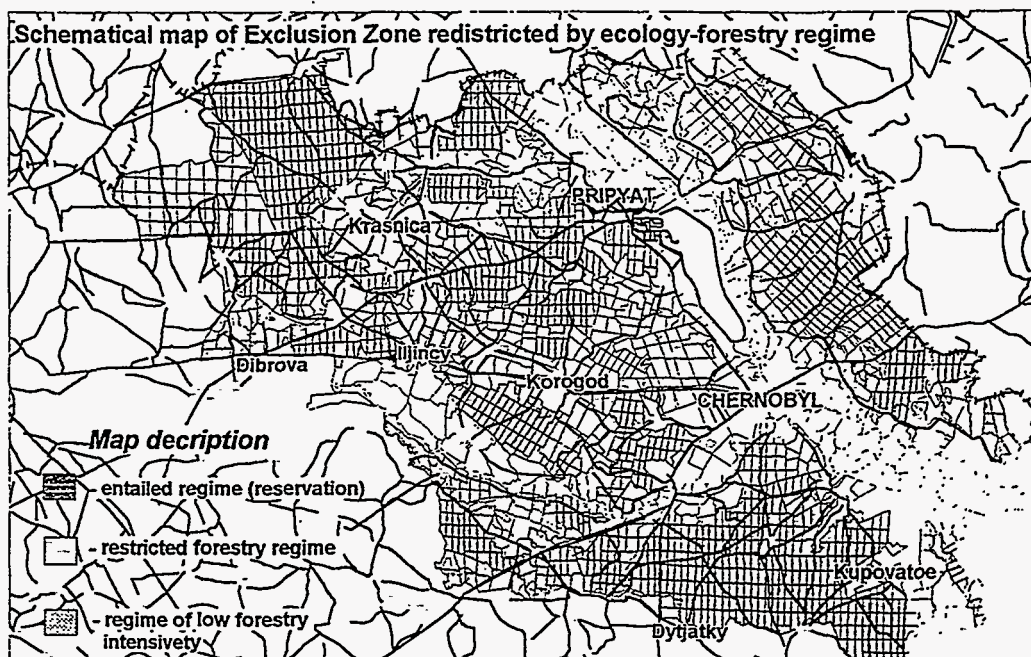 Schematical map of Exclusion Zone redistricted by ecology-forestry regime
PRIPYAT
Krasnica
Iljincy
Dibrova
Korogod
CHERNOBYL
Map decription
- entailed regime (reservation)
- restricted forestry regime
Kupovatoe
- regime of low forestry
intensivety
Dytjatky